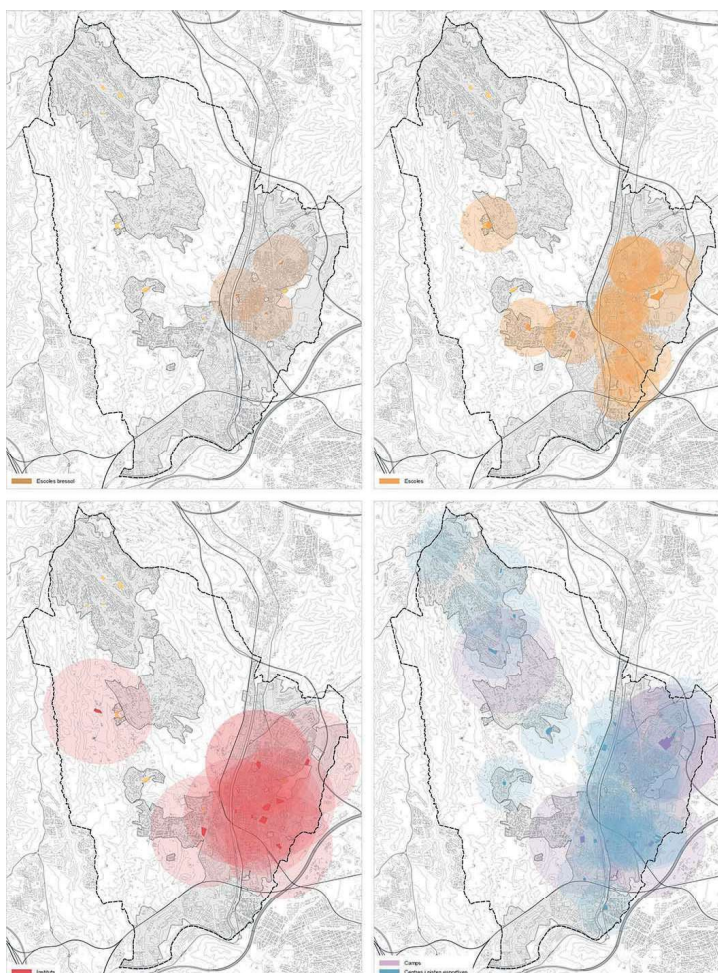 Escoles bressol
Escoles
Instituts
Camps
Centres i pistes esportives